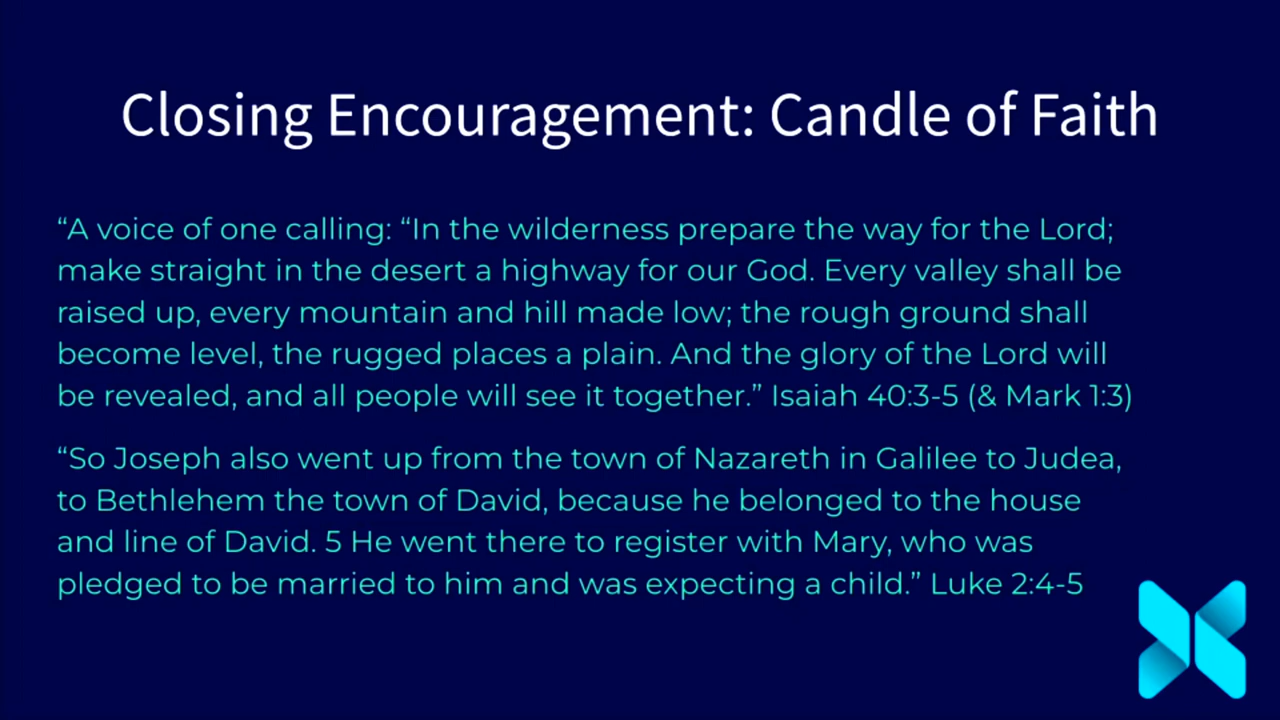 Closing Encouragement: Candle of Faith
“A voice of one calling: “In the wilderness prepare the way for the Lord;
make straight in the desert a highway for our God. Every valley shall be
raised up, every mountain and hill made low; the rough ground shall
become level, the rugged places a plain. And the glory of the Lord will
be revealed, and all people will see it together.” Isaiah 40:3-5 (& Mark 1:3)
“So Joseph also went up from the town of Nazareth in Galilee to Judea,
to Bethlehem the town of David, because he belonged to the house
and line of David. 5 He went there to register with Mary, who was
pledged to be married to him and was expecting a child.” Luke 2:4-5